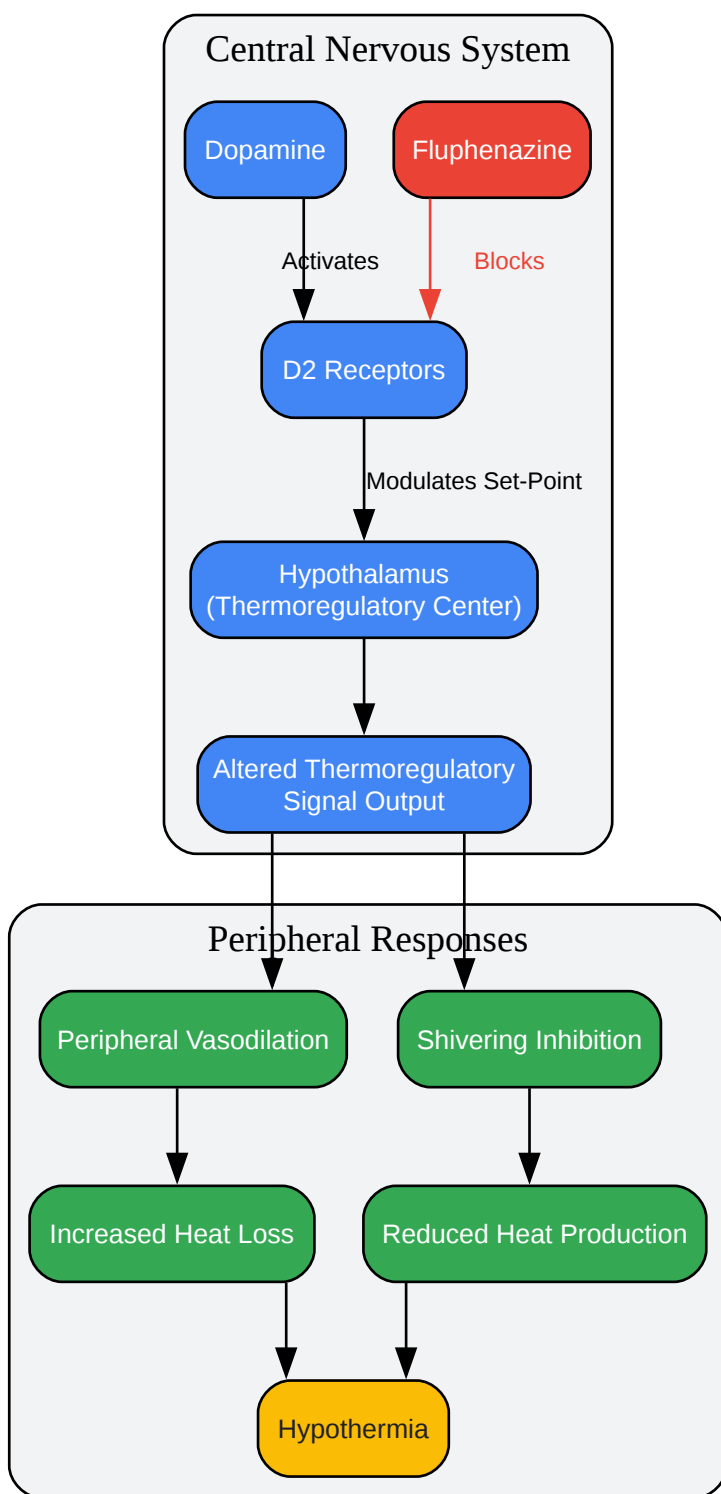 Central Nervous System
Dopamine
Fluphenazine
Activates
Blocks
D2 Receptors
Modulates Set-Point
Hypothalamus
(Thermoregulatory Center)
Altered Thermoregulatory
Signal Output
Peripheral Responses
Peripheral Vasodilation
Shivering Inhibition
Increased Heat Loss
Reduced Heat Production
Hypothermia